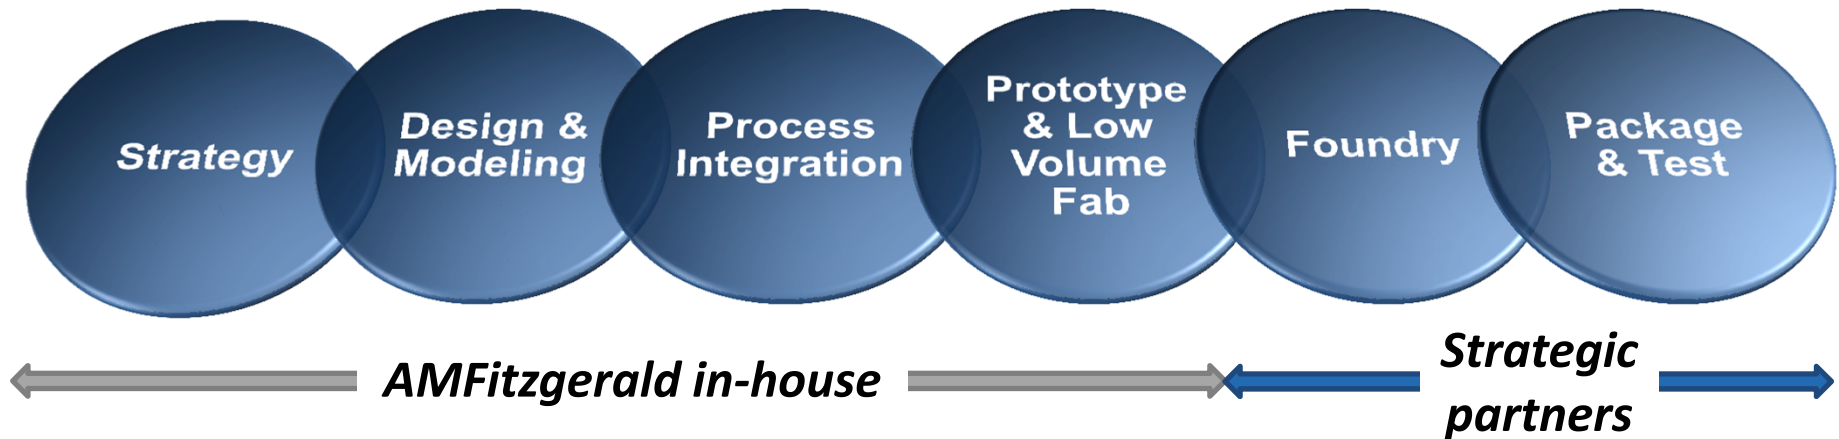 Strategy
Design &
Modeling
Process
Integration
Prototype
& Low
Volume
Fab
Foundry
Package
& Test
AMFitzgerald in-house
Strategic
partners